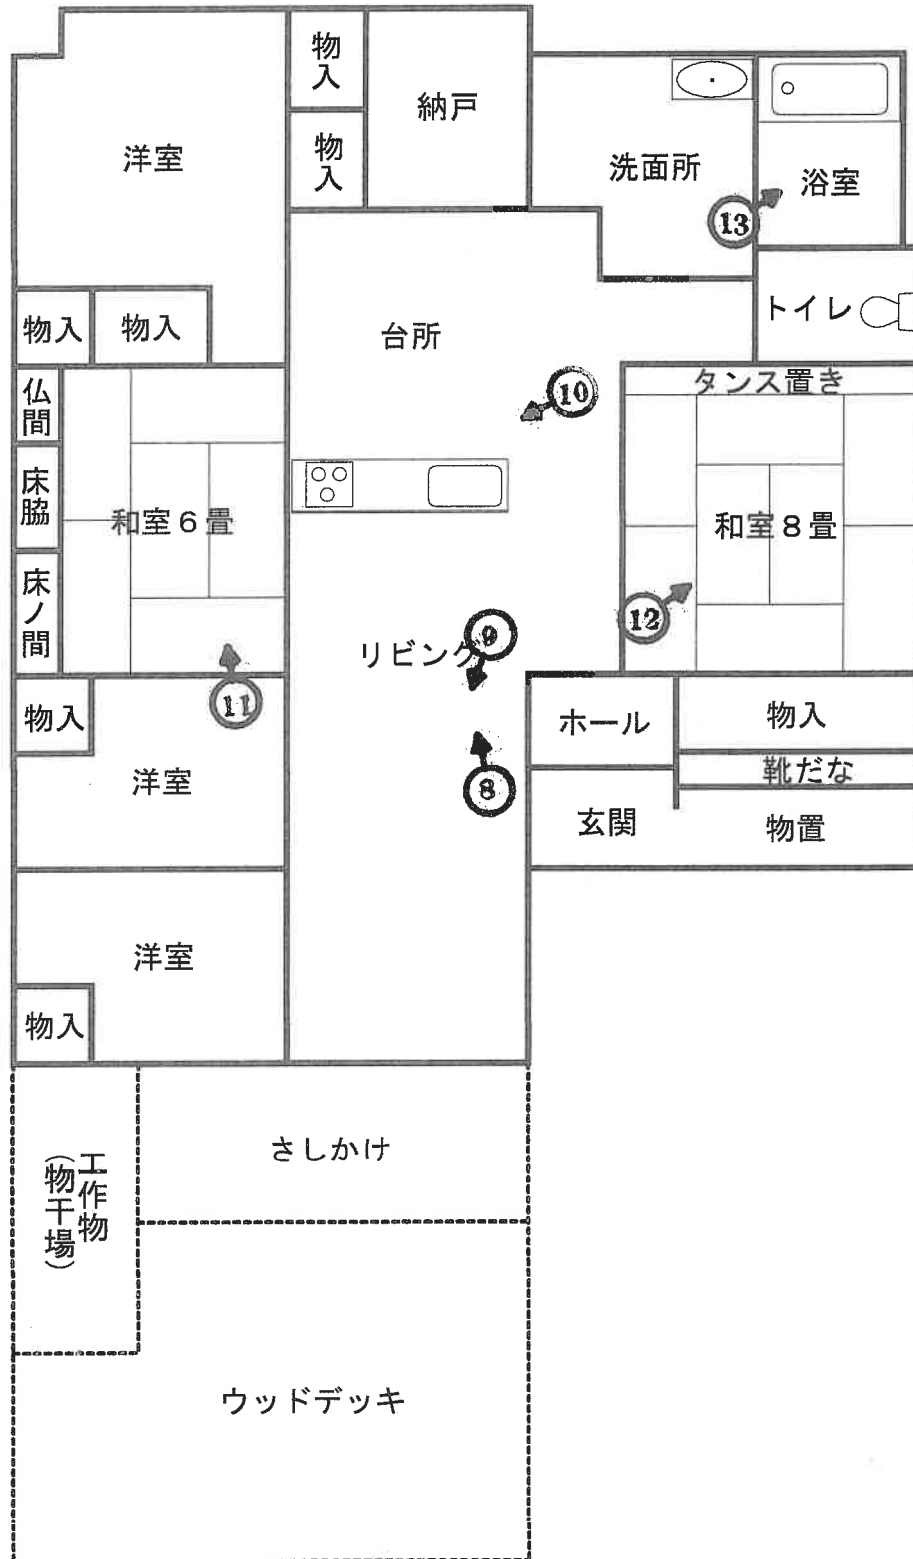 物入
納戸
洋室
物入
洗面所
浴室
13
物入
物入
台所
トイレ
仏間
タンス置き
10
床脇
和室6畳
和室8畳
床ノ間
12
リビング
9
11
物入
ホール
物入
8
洋室
靴だな
玄関
物置
洋室
物入
さしかけ
工作物
(物干場)
ウッドデッキ